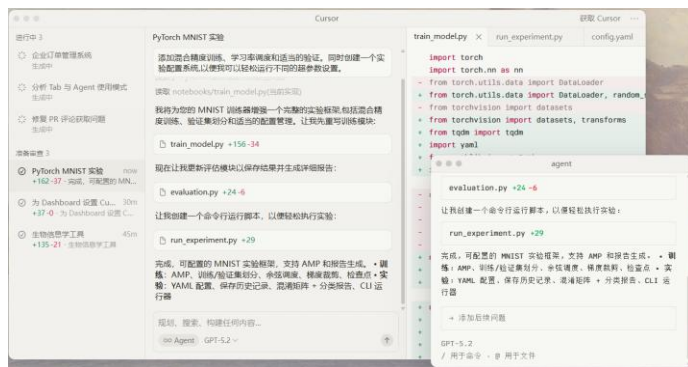 Cursor
获取 Cursor
进行中 3
企业订单管理系统
生成中
分析 Tab 与 Agent 使用模式
生成中
修复 PR 评论获取问题
生成中
准备审查 3
PyTorch MNIST 实验 now
+162 -37 · 完成，可配置的 MN...
为 Dashboard 设置 Cu... 30m
+37 -0 · 为 Dashboard 设置 C...
生物信息学工具 45m
+135 -21 · 生物信息学工具
PyTorch MNIST 实验
添加混合精度训练、学习率调度和适当的验证。同时创建一个实
验配置系统,以便我可以轻松运行不同的超参数设置。
读取 notebooks/train_model.py(当前实现)
我将为您的 MNIST 训练器增强一个完整的实验框架,包括混合精
度训练、验证集划分和适当的配置管理。让我先重写训练模块:
train_model.py +156 -34
现在让我更新评估模块以保存结果并生成详细报告:
evaluation.py +24 -6
让我创建一个命令行运行脚本，以便轻松执行实验:
run_experiment.py +29
完成，可配置的 MNIST 实验框架，支持 AMP 和报告生成。 • 训
练: AMP、训练/验证集划分、余弦调度、梯度裁剪、检查点 • 实
验: YAML 配置、保存历史记录、混淆矩阵 + 分类报告、CLI 运
行器
规划、搜索、构建任何内容...
Agent GPT-5.2
train_model.py
run_experiment.py
config.yaml
import torch
import torch.nn as nn
- from torch.utils.data import DataLoader
+ from torch.utils.data import DataLoader, random_
- from torchvision import datasets
+ from torchvision import datasets, transforms
+ from tqdm import tqdm
+ import yaml
agent
evaluation.py +24 -6
让我创建一个命令行运行脚本，以便轻松执行实验:
run_experiment.py +29
完成，可配置的 MNIST 实验框架，支持 AMP 和报告生成。 • 训
练: AMP、训练/验证集划分、余弦调度、梯度裁剪、检查点 • 实
验: YAML 配置、保存历史记录、混淆矩阵 + 分类报告、CLI 运
行器
→ 添加后续问题
GPT-5.2
/ 用于命令 · @ 用于文件